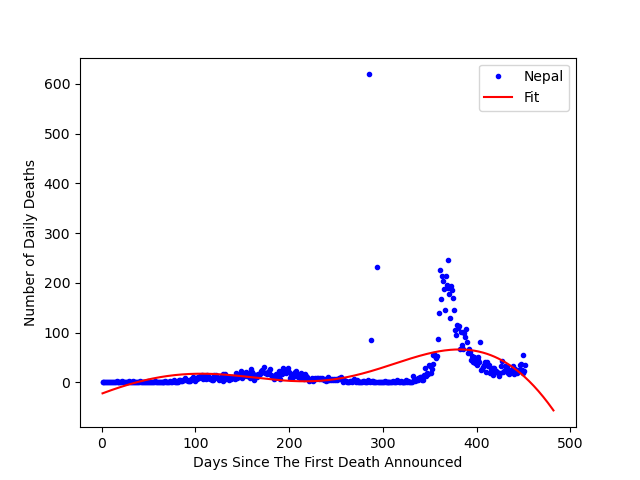 Nepal
Fit
600
500
400
300
200
100
0
Number of Daily Deaths
0 100 200 300 400 500
Days Since The First Death Announced